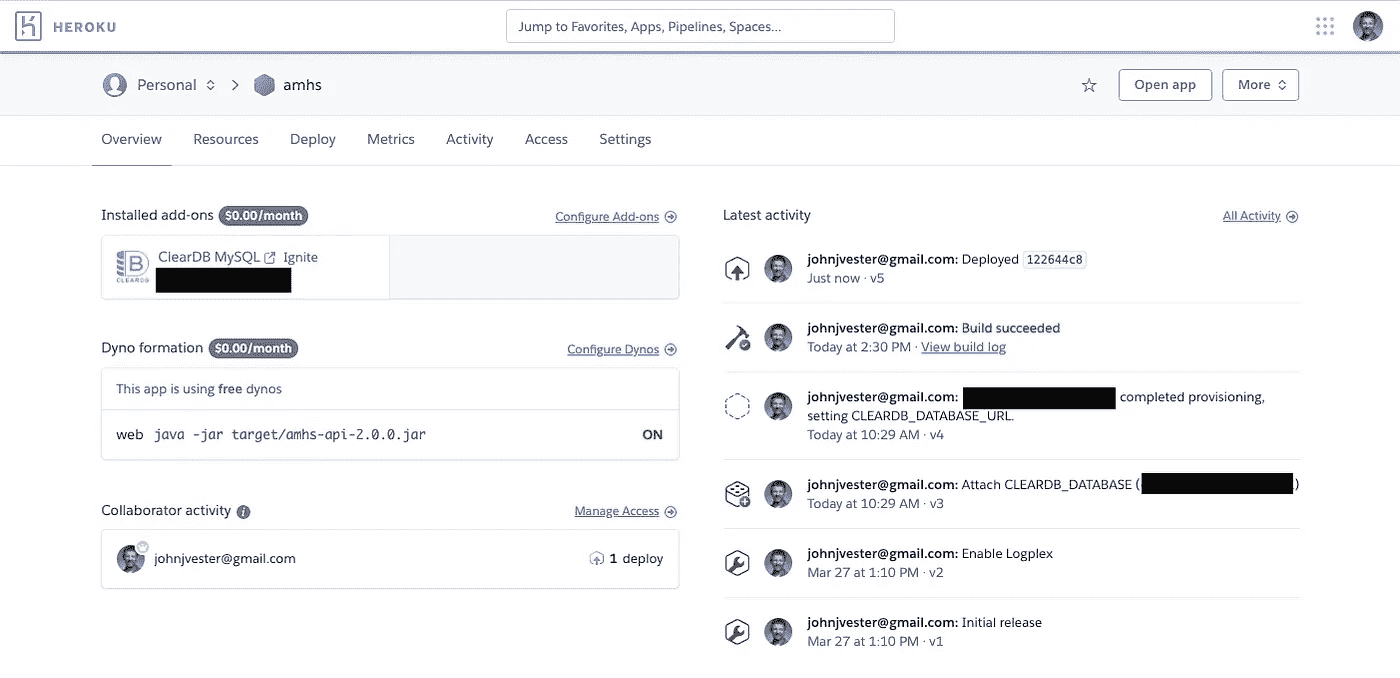 HEROKU
Jump to Favorites, Apps, Pipelines, Spaces...
Personal
amhs
Open app
More
Overview
Resources
Deploy
Metrics
Activity
Access
Settings
Installed add-ons $0.00/month
Configure Add-ons
ClearDB MySQL Ignite
CLEARDB
Dyno formation $0.00/month
Configure Dynos
This app is using free dynos
web java -jar target/amhs-api-2.0.0.jar ON
Collaborator activity
Manage Access
johnjvester@gmail.com 1 deploy
Latest activity
All Activity
johnjvester@gmail.com: Deployed 122644c8
Just now · v5
johnjvester@gmail.com: Build succeeded
Today at 2:30 PM · View build log
johnjvester@gmail.com: completed provisioning,
setting CLEARDB_DATABASE_URL.
Today at 10:29 AM · v4
johnjvester@gmail.com: Attach CLEARDB_DATABASE ( )
Today at 10:29 AM · v3
johnjvester@gmail.com: Enable Logplex
Mar 27 at 1:10 PM · v2
johnjvester@gmail.com: Initial release
Mar 27 at 1:10 PM · v1